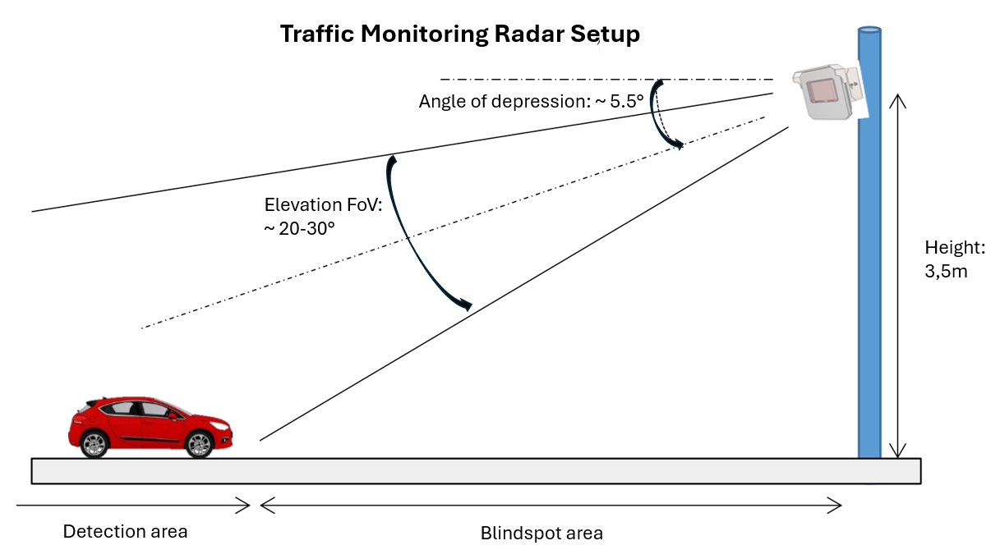 Traffic Monitoring Radar Setup
Angle of depression: ~ 5.5°
Elevation FoV:
~ 20-30°
Height:
3,5m
Detection area
Blindspot area